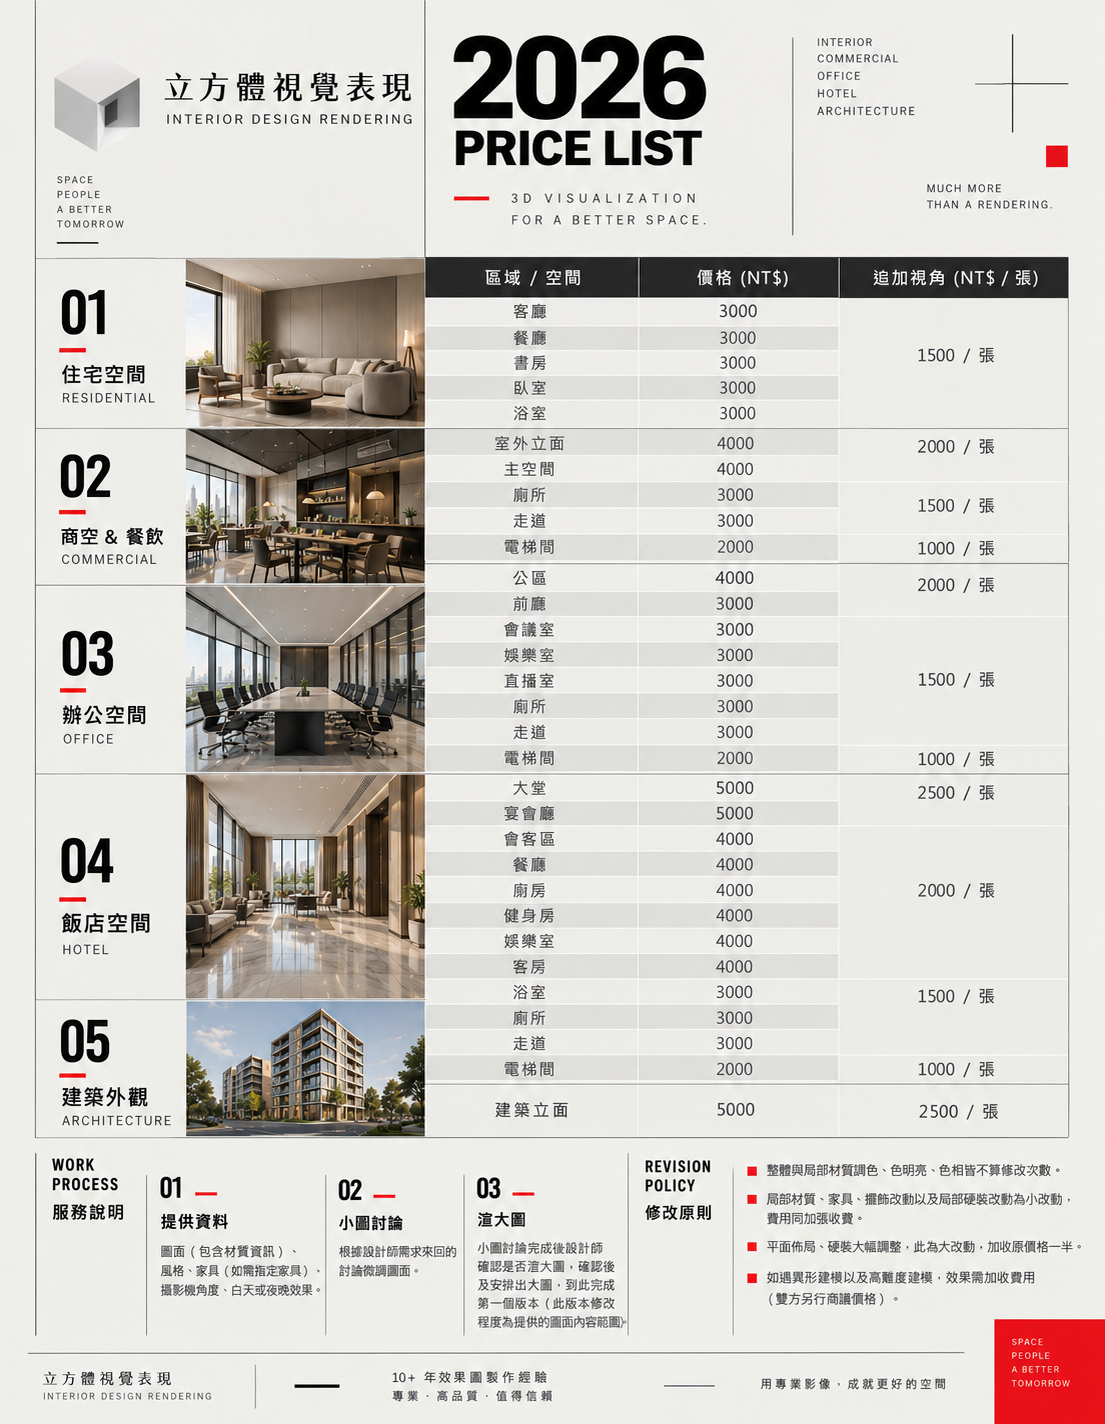 立方體視覺表現
INTERIOR DESIGN RENDERING
SPACE
PEOPLE
A BETTER
TOMORROW
2026
PRICE LIST
3D VISUALIZATION
FOR A BETTER SPACE.
INTERIOR
COMMERCIAL
OFFICE
HOTEL
ARCHITECTURE
MUCH MORE
THAN A RENDERING.
區域 / 空間 價格 (NT$) 追加視角 (NT$ / 張)
01
住宅空間
RESIDENTIAL
客廳 3000
餐廳 3000
書房 3000
臥室 3000
浴室 3000
1500 / 張
02
商空 & 餐飲
COMMERCIAL
室外立面 4000 2000 / 張
主空間 4000
廁所 3000
走道 3000
1500 / 張
電梯間 2000 1000 / 張
03
辦公空間
OFFICE
公區 4000 2000 / 張
前廳 3000
會議室 3000
娛樂室 3000
直播室 3000
廁所 3000
走道 3000
1500 / 張
電梯間 2000 1000 / 張
04
飯店空間
HOTEL
大堂 5000 2500 / 張
宴會廳 5000
會客區 4000
餐廳 4000
廚房 4000
健身房 4000
娛樂室 4000
客房 4000
2000 / 張
浴室 3000 1500 / 張
廁所 3000
走道 3000
電梯間 2000 1000 / 張
05
建築外觀
ARCHITECTURE
建築立面 5000 2500 / 張
WORK
PROCESS
服務說明
01
提供資料
圖面（包含材質資訊）、
風格、家具（如需指定家具）、
攝影機角度、白天或夜晚效果。
02
小圖討論
根據設計師需求來回的
討論微調圖面。
03
渲大圖
小圖討論完成後設計師
確認是否渲大圖，確認後
及安排出大圖，到此完成
第一個版本（此版本修改
程度為提供的圖面內容範圍）。
REVISION
POLICY
修改原則
整體與局部材質調色、色明亮、色相皆不算修改次數。
局部材質、家具、擺飾改動以及局部硬裝改動為小改動，
費用同加張收費。
平面佈局、硬裝大幅調整，此為大改動，加收原價格一半。
如遇異形建模以及高難度建模，效果需加收費用
（雙方另行商議價格）。
立方體視覺表現
INTERIOR DESIGN RENDERING
10+ 年效果圖製作經驗
專業 · 高品質 · 值得信賴
用專業影像，成就更好的空間
SPACE
PEOPLE
A BETTER
TOMORROW